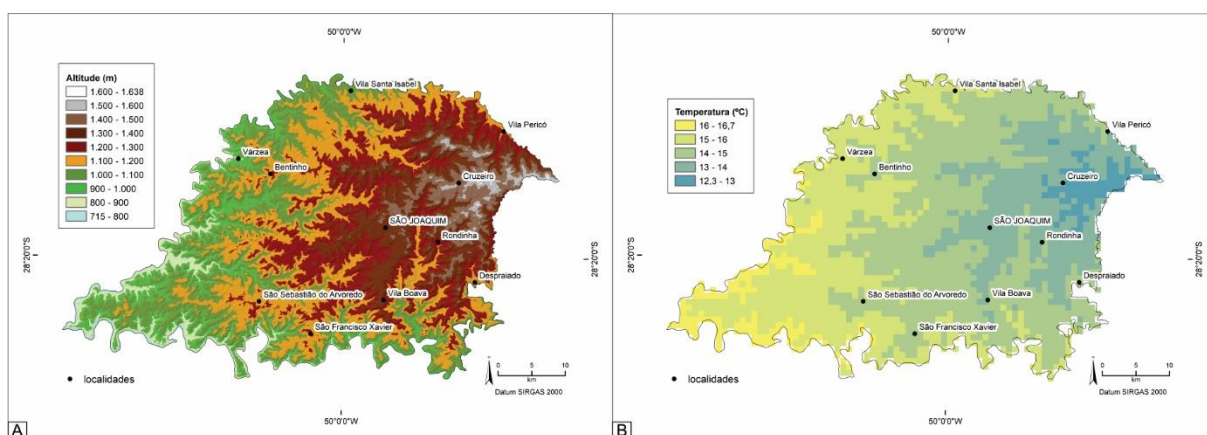 50°0'0"W
Altitude (m)
1.600 - 1.638
1.500 - 1.600
1.400 - 1.500
1.300 - 1.400
1.200 - 1.300
1.100 - 1.200
1.000 - 1.100
900 - 1.000
800 - 900
715 - 800
Vila Santa Isabel
Vila Pericó
Várzea
Bentinho
Cruzeiro
SÃO JOAQUIM
Rondinha
28°20'0"S
28°20'0"S
Despraiado
São Sebastião do Arvoredo
Vila Boava
São Francisco Xavier
localidades
0 5 10
km
Datum SIRGAS 2000
50°0'0"W
A
50°0'0"W
Temperatura (ºC)
16 - 16,7
15 - 16
14 - 15
13 - 14
12,3 - 13
Vila Santa Isabel
Vila Pericó
Várzea
Bentinho
Cruzeiro
SÃO JOAQUIM
Rondinha
28°20'0"S
Despraiado
São Sebastião do Arvoredo
Vila Boava
São Francisco Xavier
localidades
0 5 10
km
Datum SIRGAS 2000
50°0'0"W
B